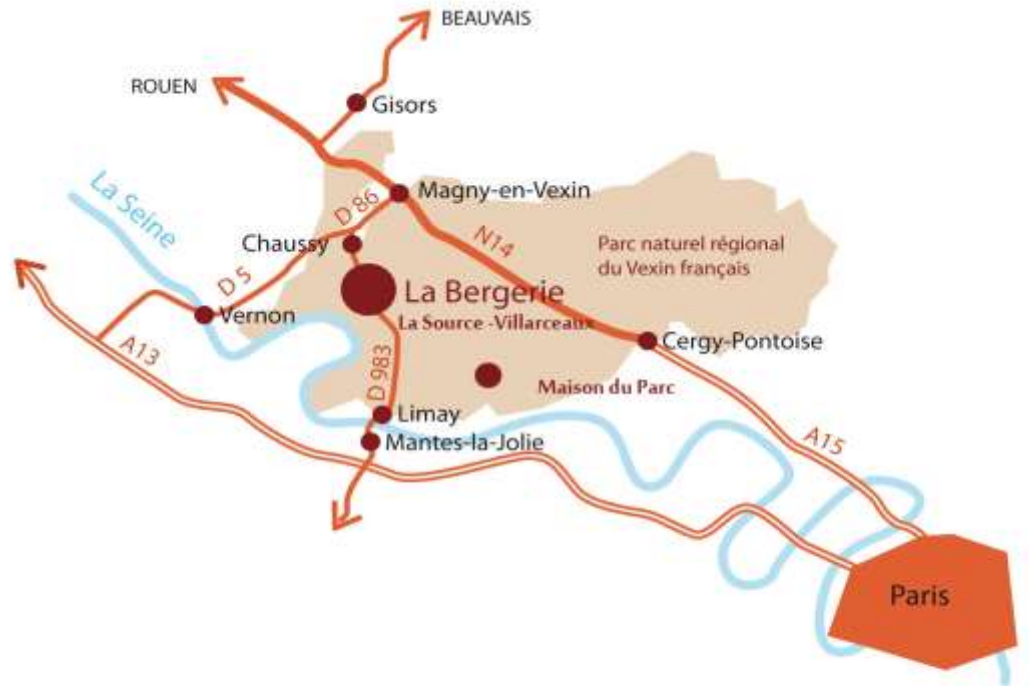 BEAUVAIS
ROUEN
Gisors
La Seine
Magny-en-Vexin
D 86
Chaussy
N14
Parc naturel régional
du Vexin français
D 5
La Bergerie
Vernon
La Source -Villarceaux
Cergy-Pontoise
A13
D 983
Maison du Parc
Limay
Mantes-la-Jolie
A15
Paris